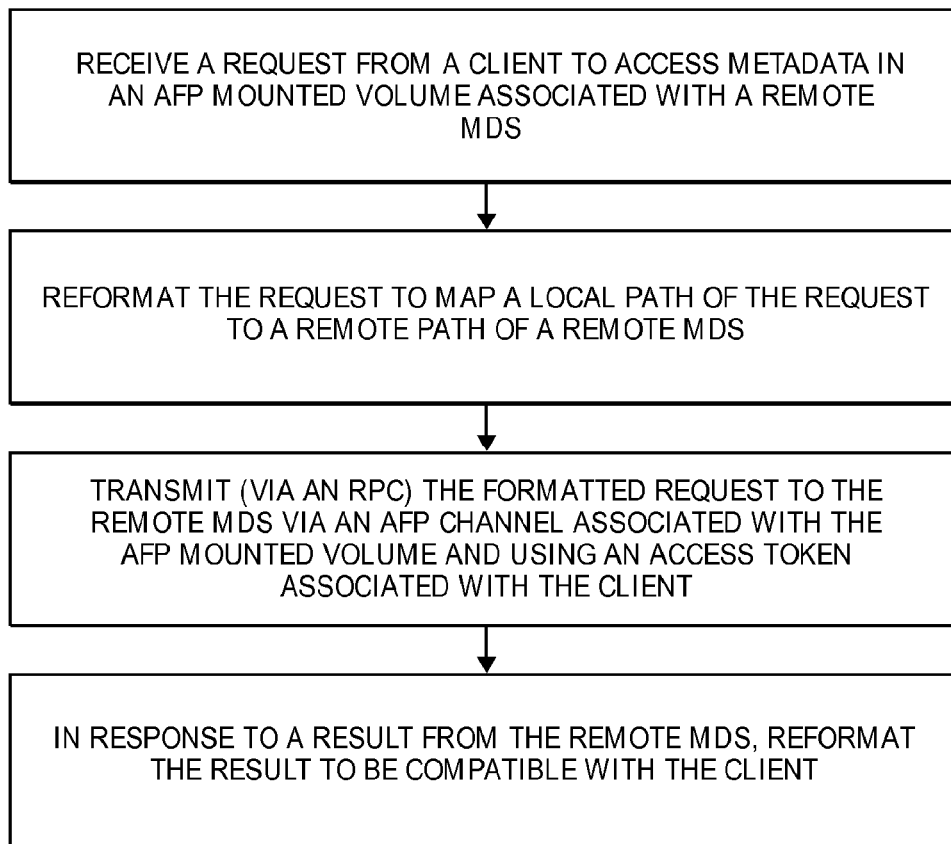 RECEIVE A REQUEST FROM A CLIENT TO ACCESS METADATA IN
AN AFP MOUNTED VOLUME ASSOCIATED WITH A REMOTE
MDS
REFORMAT THE REQUEST TO MAP A LOCAL PATH OF THE REQUEST
TO A REMOTE PATH OF A REMOTE MDS
TRANSMIT (VIA AN RPC) THE FORMATTED REQUEST TO THE
REMOTE MDS VIA AN AFP CHANNEL ASSOCIATED WITH THE
AFP MOUNTED VOLUME AND USING AN ACCESS TOKEN
ASSOCIATED WITH THE CLIENT
IN RESPONSE TO A RESULT FROM THE REMOTE MDS, REFORMAT
THE RESULT TO BE COMPATIBLE WITH THE CLIENT